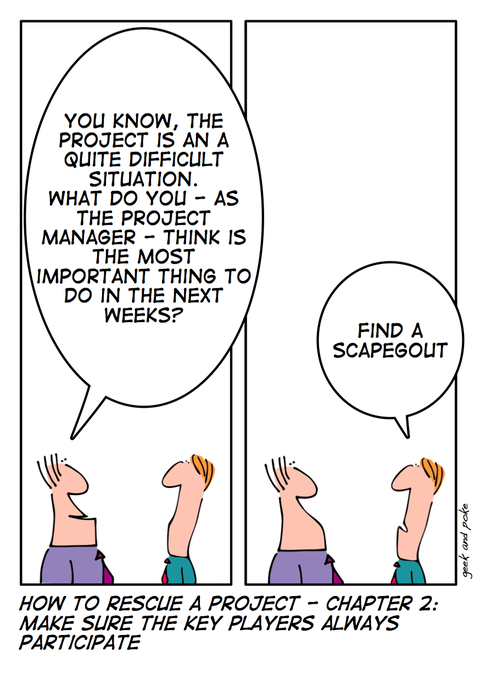 YOU KNOW, THE
PROJECT IS AN A
QUITE DIFFICULT
SITUATION.
WHAT DO YOU - AS
THE PROJECT
MANAGER - THINK IS
THE MOST
IMPORTANT THING TO
DO IN THE NEXT
WEEKS?
FIND A
SCAPEGOUT
geek and poke
HOW TO RESCUE A PROJECT - CHAPTER 2:
MAKE SURE THE KEY PLAYERS ALWAYS
PARTICIPATE